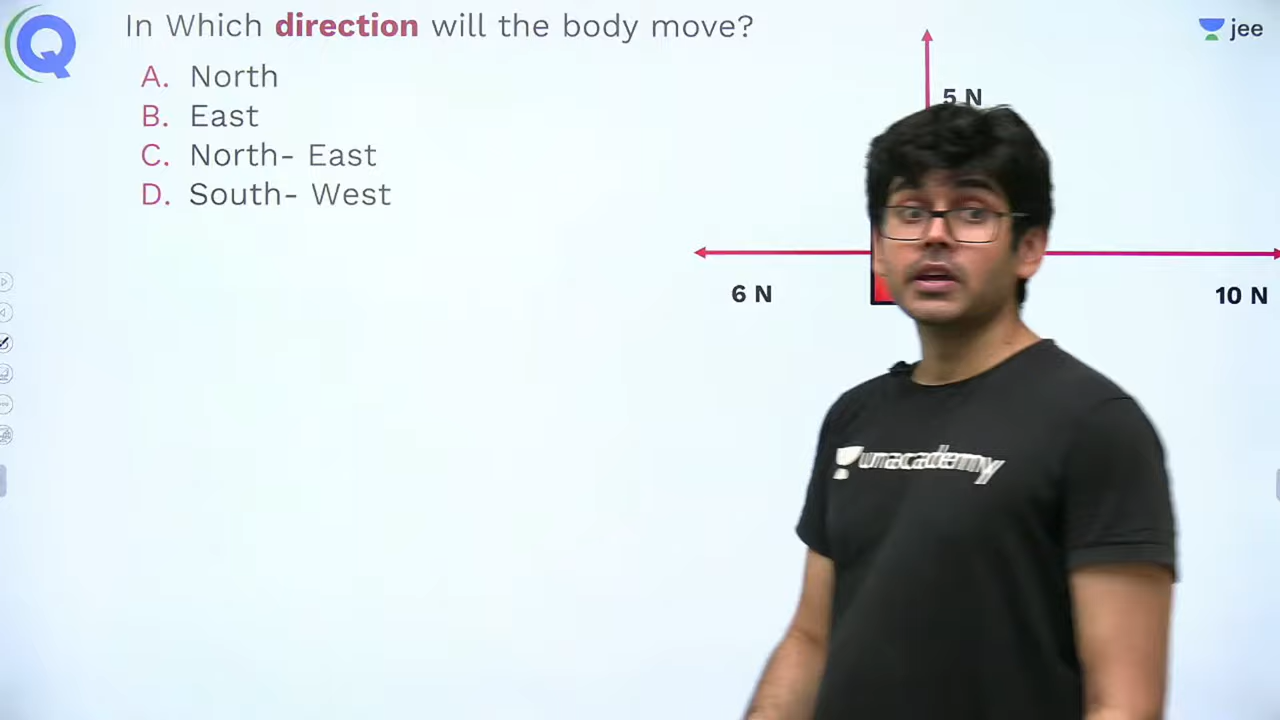 In Which direction will the body move?
A. North
B. East
C. North- East
D. South- West
jee
5 N
6 N
10 N
unacademy